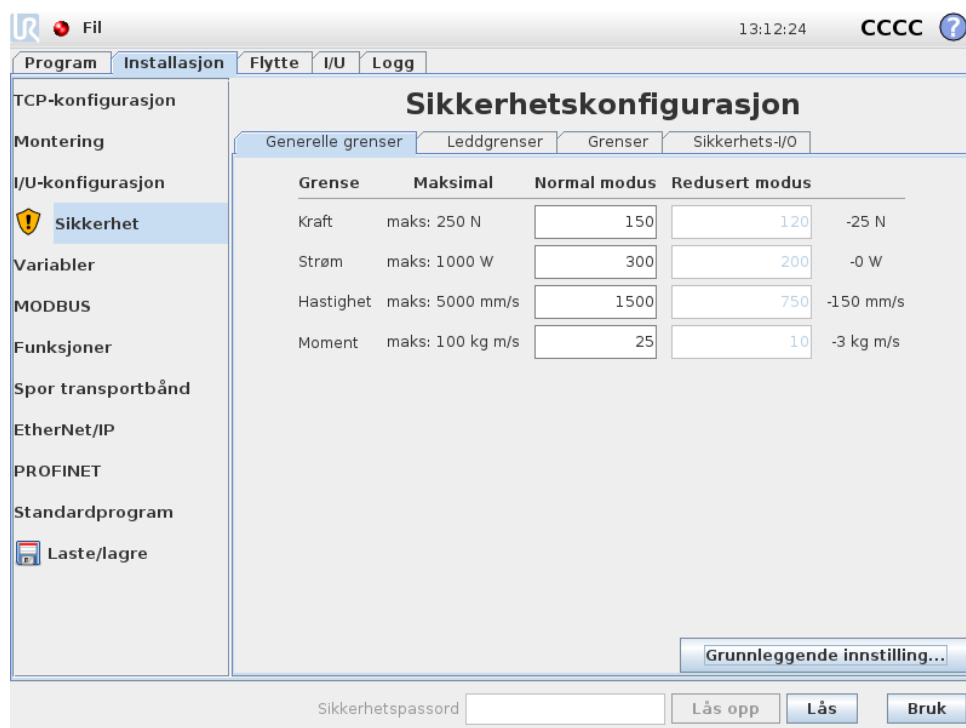 Fil 13:12:24 CCCC ?
Program Installasjon Flytte I/U Logg
TCP-konfigurasjon
Montering
I/U-konfigurasjon
Sikkerhet
Variabler
MODBUS
Funksjoner
Spor transportbånd
EtherNet/IP
PROFINET
Standardprogram
Laste/lagre
Sikkerhetskonfigurasjon
Generelle grenser Leddgrenser Grenser Sikkerhets-I/O
Grense Maksimal Normal modus Redusert modus
Kraft maks: 250 N 150 120 -25 N
Strøm maks: 1000 W 300 200 -0 W
Hastighet maks: 5000 mm/s 1500 750 -150 mm/s
Moment maks: 100 kg m/s 25 10 -3 kg m/s
Grunnleggende innstilling...
Sikkerhetspassord Lås opp Lås Bruk